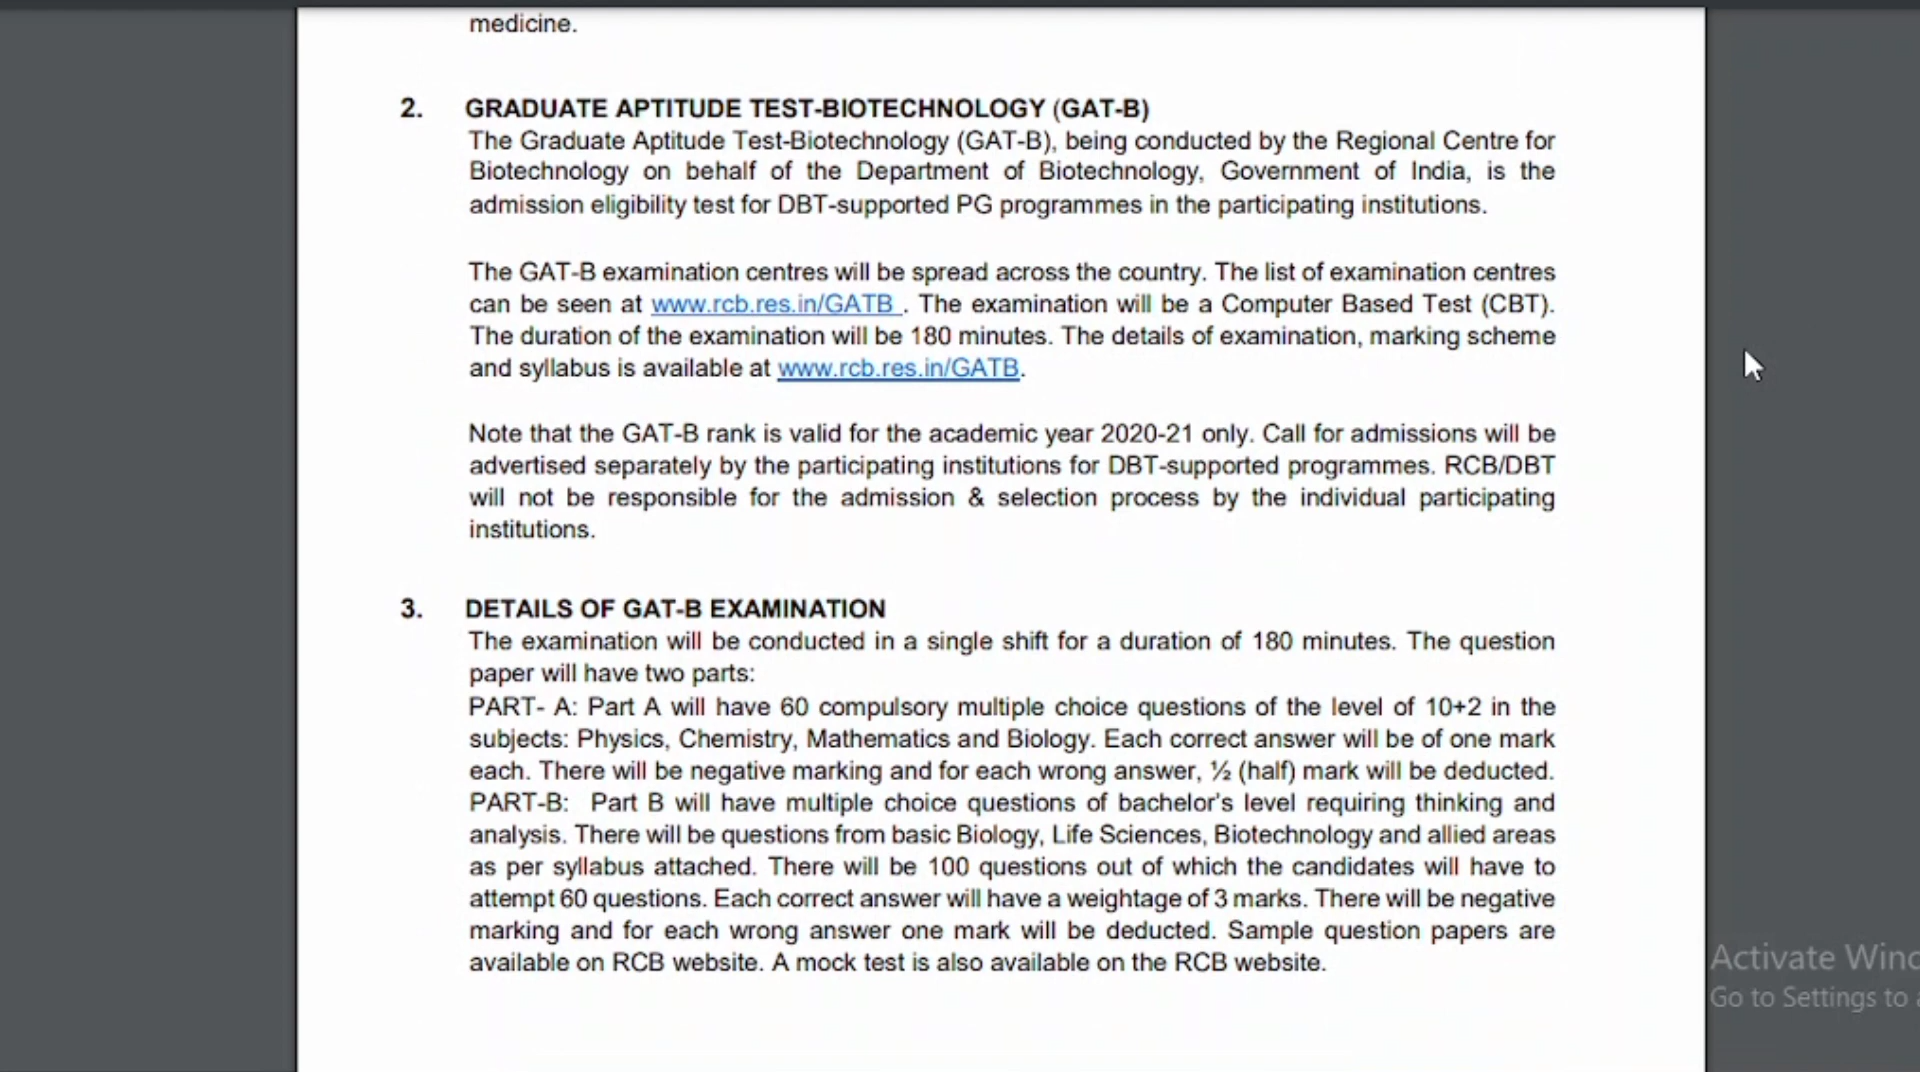 medicine.
2. GRADUATE APTITUDE TEST-BIOTECHNOLOGY (GAT-B)
The Graduate Aptitude Test-Biotechnology (GAT-B), being conducted by the Regional Centre for
Biotechnology on behalf of the Department of Biotechnology, Government of India, is the
admission eligibility test for DBT-supported PG programmes in the participating institutions.
The GAT-B examination centres will be spread across the country. The list of examination centres
can be seen at www.rcb.res.in/GATB . The examination will be a Computer Based Test (CBT).
The duration of the examination will be 180 minutes. The details of examination, marking scheme
and syllabus is available at www.rcb.res.in/GATB.
Note that the GAT-B rank is valid for the academic year 2020-21 only. Call for admissions will be
advertised separately by the participating institutions for DBT-supported programmes. RCB/DBT
will not be responsible for the admission & selection process by the individual participating
institutions.
3. DETAILS OF GAT-B EXAMINATION
The examination will be conducted in a single shift for a duration of 180 minutes. The question
paper will have two parts:
PART- A: Part A will have 60 compulsory multiple choice questions of the level of 10+2 in the
subjects: Physics, Chemistry, Mathematics and Biology. Each correct answer will be of one mark
each. There will be negative marking and for each wrong answer, ½ (half) mark will be deducted.
PART-B: Part B will have multiple choice questions of bachelor's level requiring thinking and
analysis. There will be questions from basic Biology, Life Sciences, Biotechnology and allied areas
as per syllabus attached. There will be 100 questions out of which the candidates will have to
attempt 60 questions. Each correct answer will have a weightage of 3 marks. There will be negative
marking and for each wrong answer one mark will be deducted. Sample question papers are
available on RCB website. A mock test is also available on the RCB website.
Activate Wind
Go to Settings to a